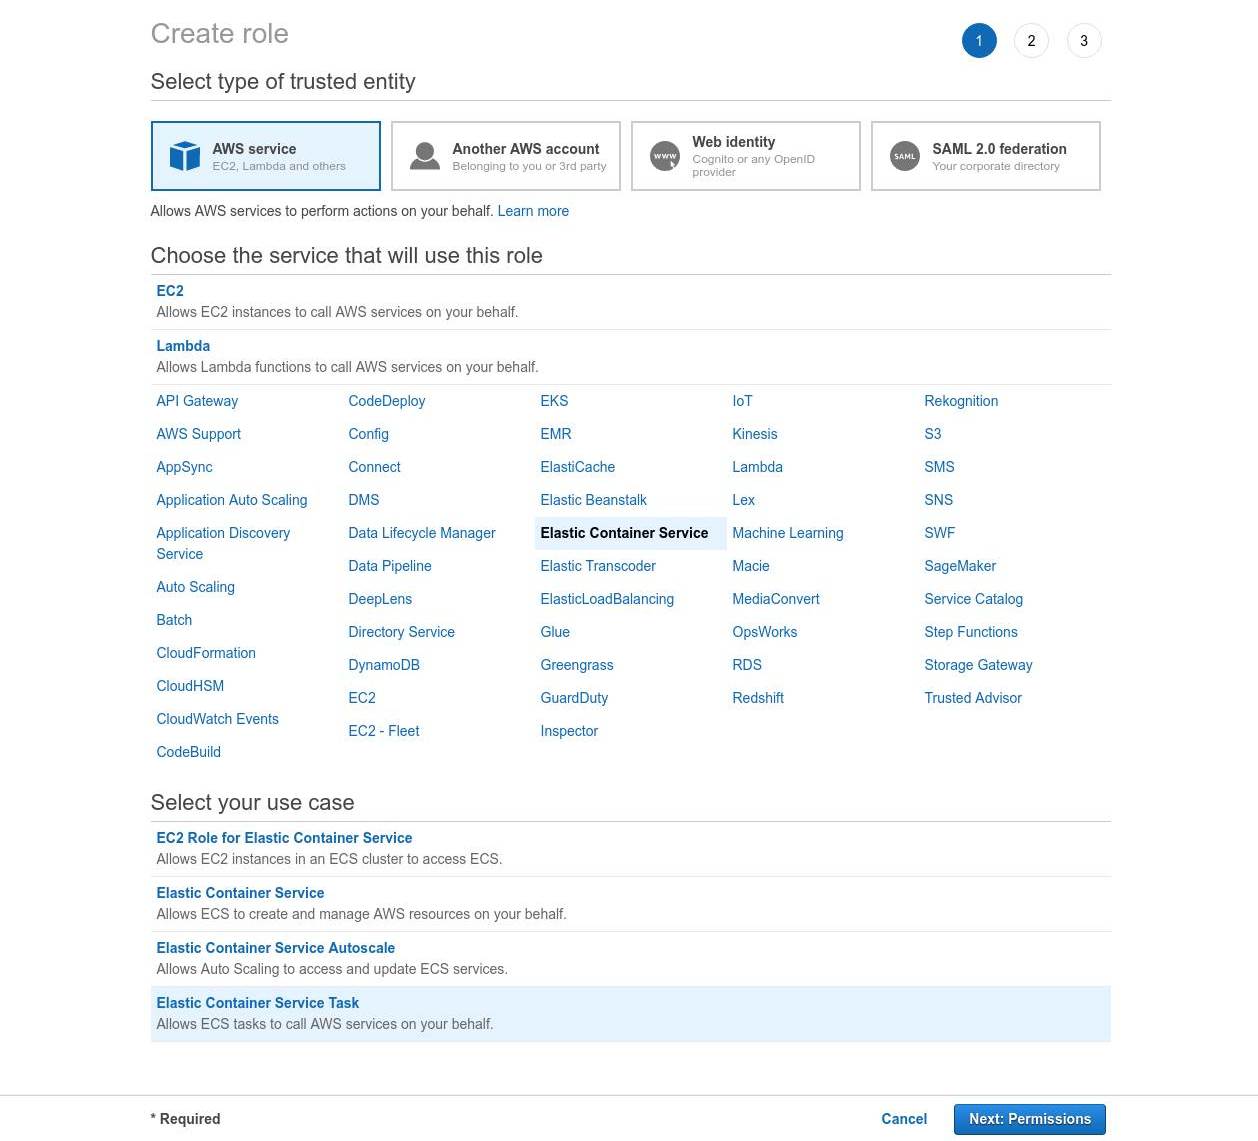 Create role
1 2 3
Select type of trusted entity
AWS service
EC2, Lambda and others
Another AWS account
Belonging to you or 3rd party
www
Web identity
Cognito or any OpenID
provider
SAML
SAML 2.0 federation
Your corporate directory
Allows AWS services to perform actions on your behalf. Learn more
Choose the service that will use this role
EC2
Allows EC2 instances to call AWS services on your behalf.
Lambda
Allows Lambda functions to call AWS services on your behalf.
API Gateway
AWS Support
AppSync
Application Auto Scaling
Application Discovery
Service
Auto Scaling
Batch
CloudFormation
CloudHSM
CloudWatch Events
CodeBuild
CodeDeploy
Config
Connect
DMS
Data Lifecycle Manager
Data Pipeline
DeepLens
Directory Service
DynamoDB
EC2
EC2 - Fleet
EKS
EMR
ElastiCache
Elastic Beanstalk
Elastic Container Service
Elastic Transcoder
ElasticLoadBalancing
Glue
Greengrass
GuardDuty
Inspector
IoT
Kinesis
Lambda
Lex
Machine Learning
Macie
MediaConvert
OpsWorks
RDS
Redshift
Rekognition
S3
SMS
SNS
SWF
SageMaker
Service Catalog
Step Functions
Storage Gateway
Trusted Advisor
Select your use case
EC2 Role for Elastic Container Service
Allows EC2 instances in an ECS cluster to access ECS.
Elastic Container Service
Allows ECS to create and manage AWS resources on your behalf.
Elastic Container Service Autoscale
Allows Auto Scaling to access and update ECS services.
Elastic Container Service Task
Allows ECS tasks to call AWS services on your behalf.
* Required
Cancel
Next: Permissions